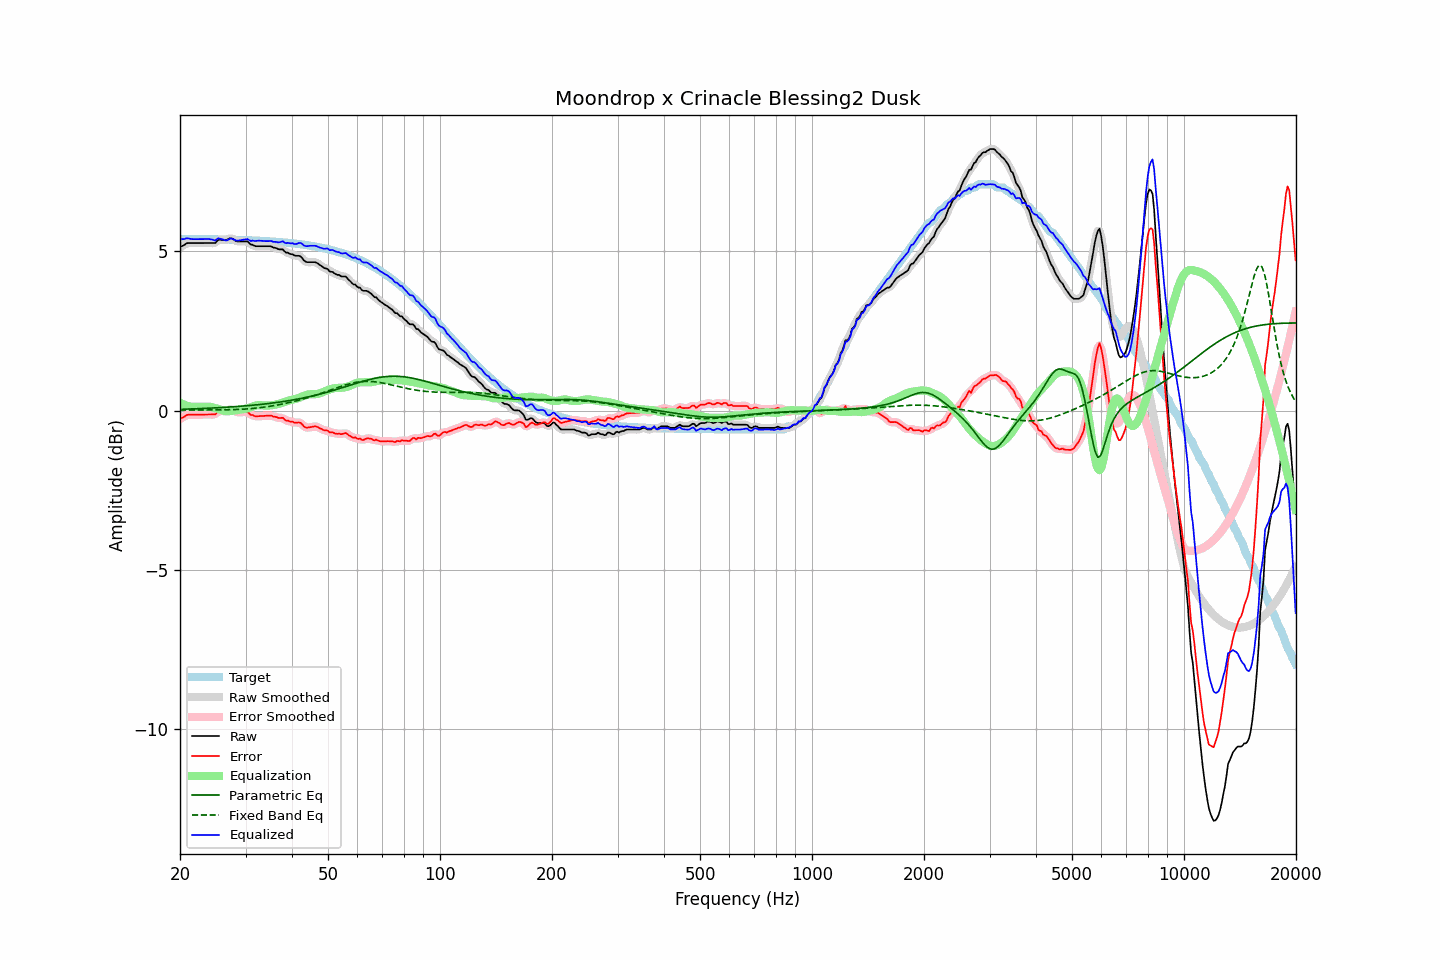 Moondrop x Crinacle Blessing2 Dusk
5
0
−5
−10
Amplitude (dBr)
Target
Raw Smoothed
Error Smoothed
Raw
Error
Equalization
Parametric Eq
Fixed Band Eq
Equalized
20 50 100 200 500 1000 2000 5000 10000 20000
Frequency (Hz)